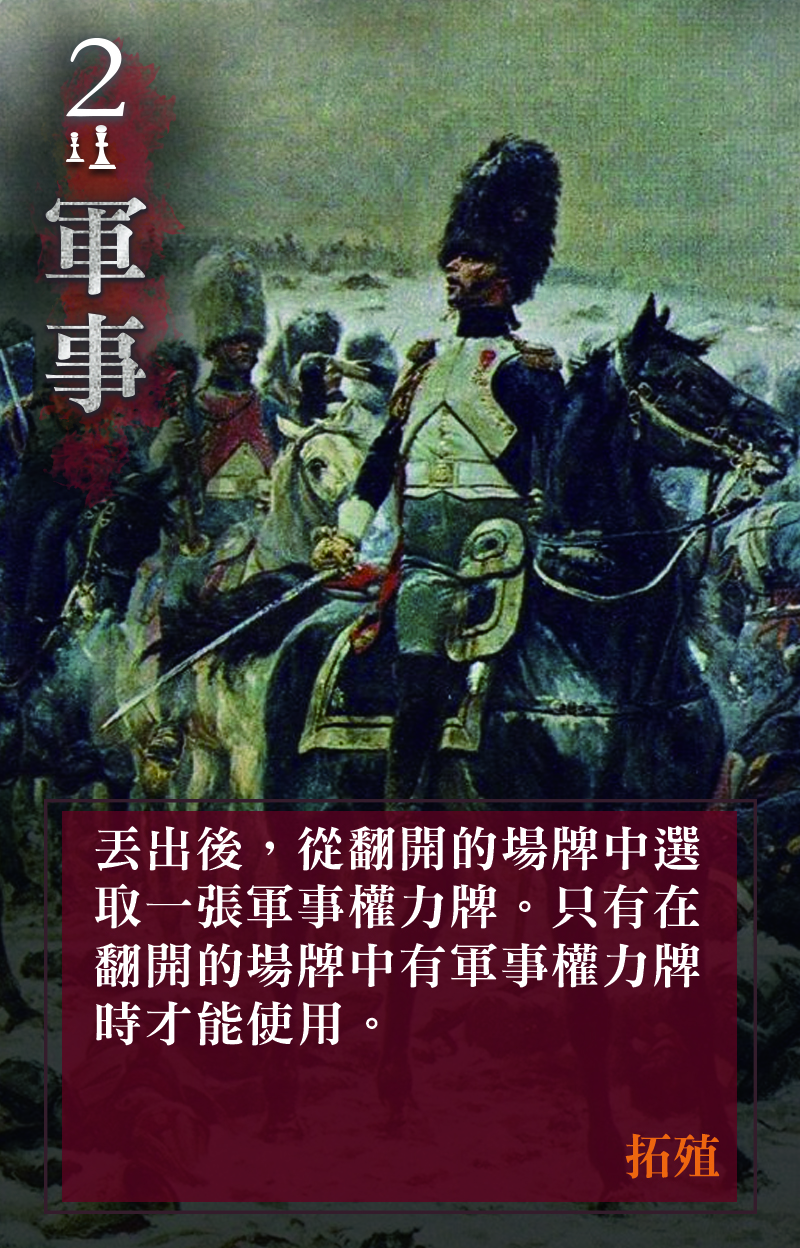 2
軍事
丟出後，從翻開的場牌中選
取一張軍事權力牌。只有在
翻開的場牌中有軍事權力牌
時才能使用。
拓殖